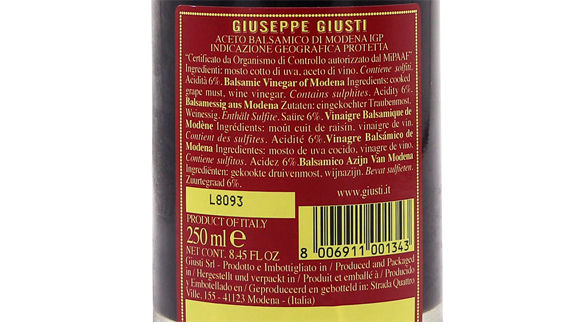 GIUSEPPE GIUSTI
ACETO BALSAMICO DI MODENA IGP
INDICAZIONE GEOGRAFICA PROTETTA
“Certificato da Organismo di Controllo autorizzato dal MiPAAF”
Ingredienti: mosto cotto di uva, aceto di vino. Contiene solfiti.
Acidità 6%. Balsamic Vinegar of Modena Ingredients: cooked
grape must, wine vinegar. Contains sulphites. Acidity 6%.
Balsamessig aus Modena Zutaten: eingekochter Traubenmost,
Weinessig. Enthält Sulfite. Saüre 6%. Vinaigre Balsamique de
Modène Ingrédients: moût cuit de raisin, vinaigre de vin.
Contient des sulfites. Acidité 6%. Vinagre Balsámico de
Modena Ingredientes: mosto de uva cocido, vinagre de vino.
Contiene sulfitos. Acidez 6%. Balsamico Azijn Van Modena
Ingrediënten: gekookte druivenmost, wijnazijn. Bevat sulfieten.
Zuurtegraad 6%.
www.giusti.it
L8093
PRODUCT OF ITALY
250 ml e
NET CONT. 8.45 FL OZ
8 006911 001343
Giusti Srl - Prodotto e Imbottigliato in / Produced and Packaged
in / Hergestellt und verpackt in / Produit et emballé à / Producido
y Embotellado en / Geproduceerd en gebotteld in: Strada Quattro
Ville, 155 - 41123 Modena - (Italia)